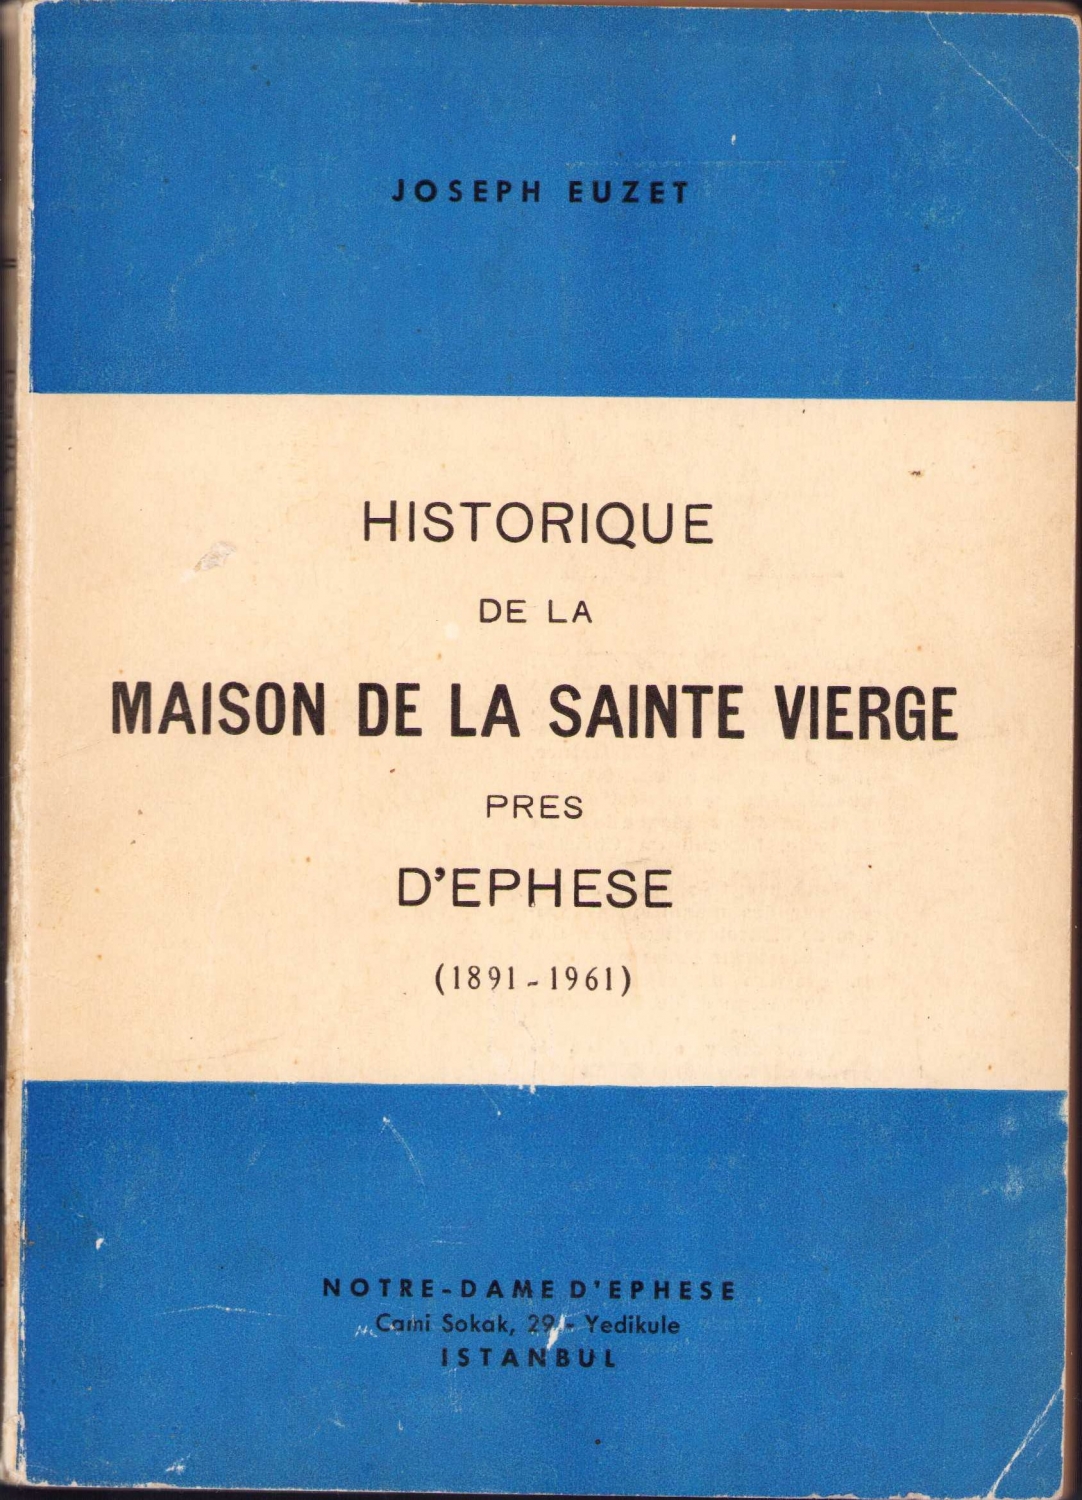 JOSEPH EUZET
HISTORIQUE
DE LA
MAISON DE LA SAINTE VIERGE
PRES
D'EPHESE
(1891-1961)
NOTRE-DAME D'EPHESE
Cami Sokak, 29 - Yedikule
ISTANBUL